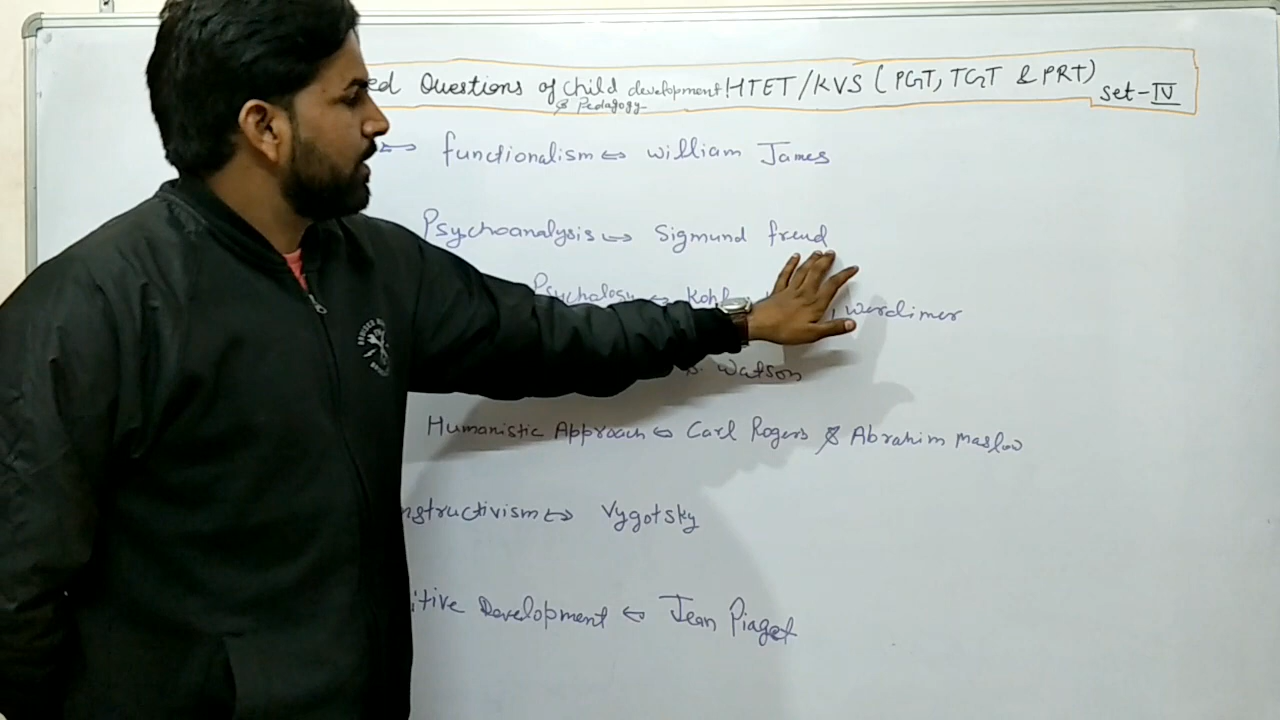 ed Questions of Child development HTET/KVS (PGT, TGT & PRT)
& Pedagogy
set-IV
functionalism ↔ william James
Psychoanalysis ↔ Sigmund freud
Psychology ↔ Kohl , werdimer
B. Watson
Humanistic Approach ↔ Carl Rogers & Abrahim Maslow
nstructivism ↔ Vygotsky
itive Development ↔ Jean Piaget